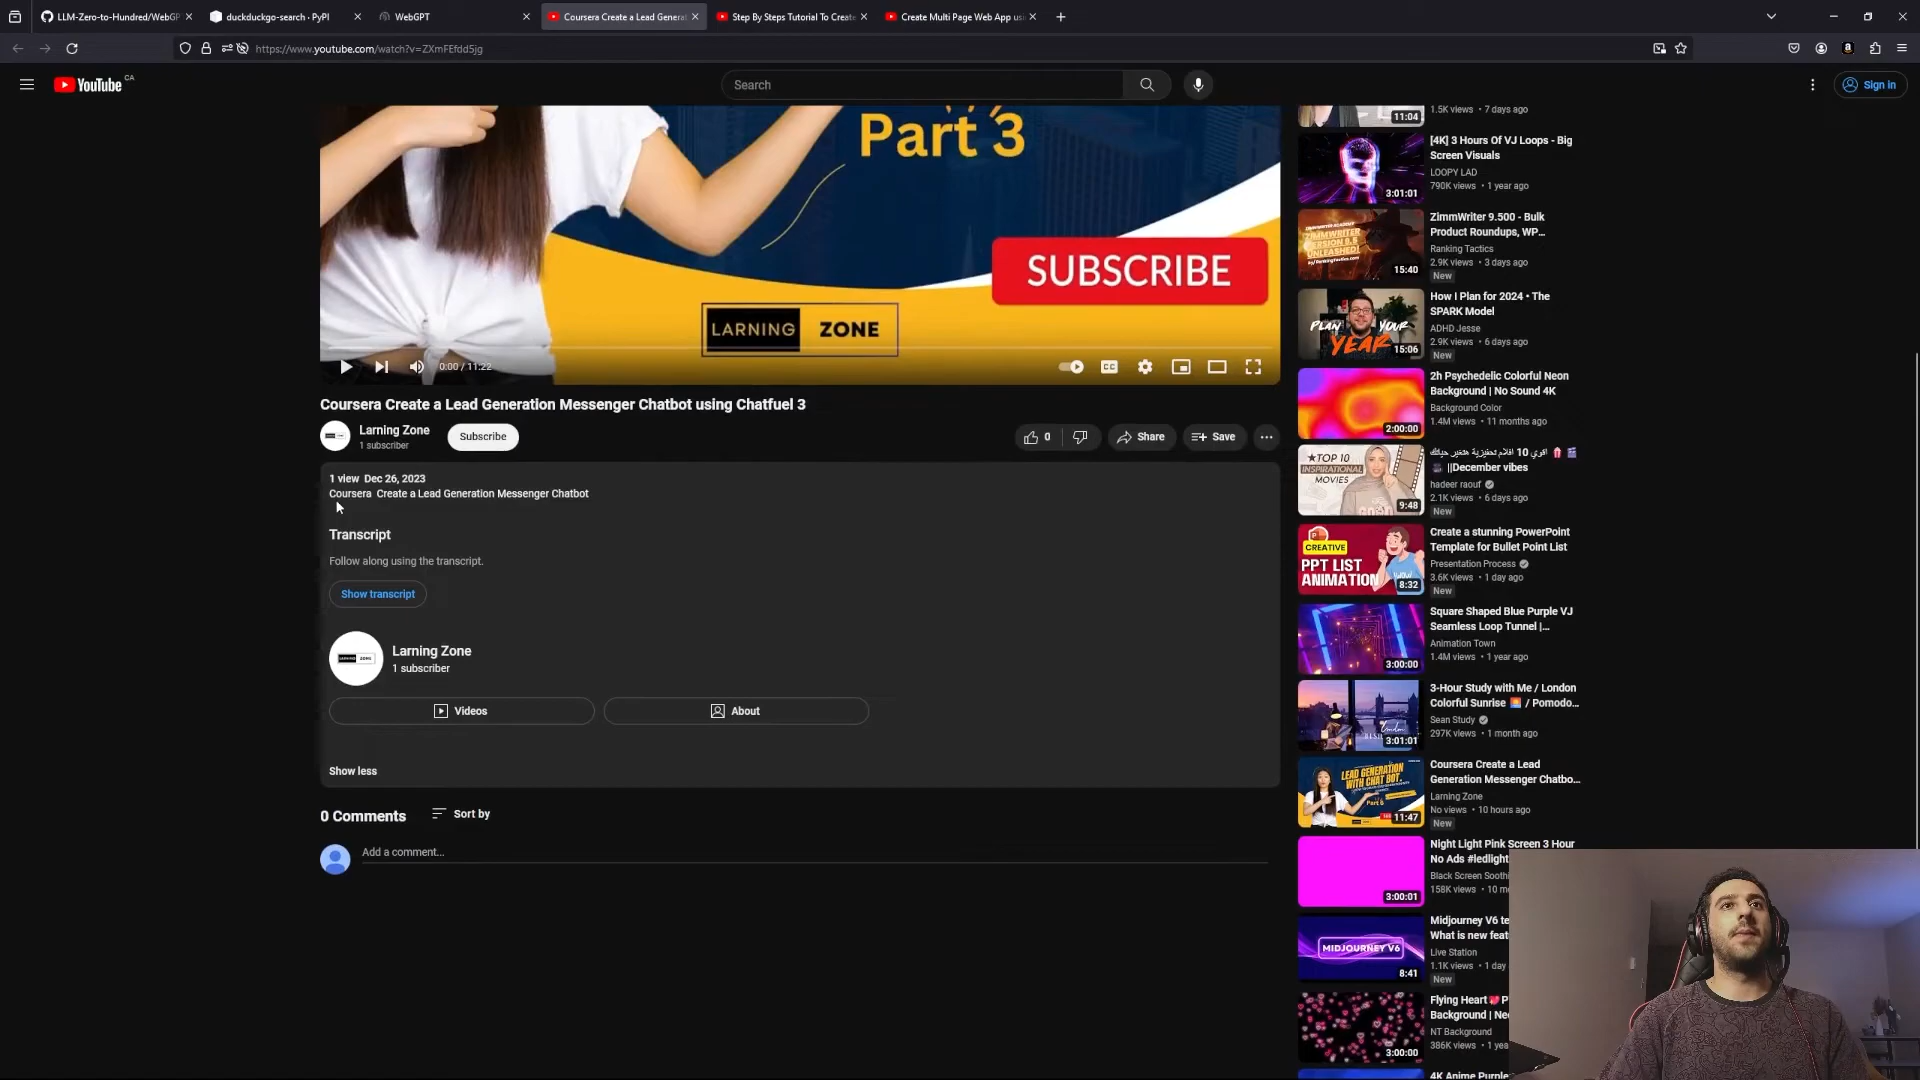 LLM-Zero-to-Hundred/WebGP
duckduckgo-search · PyPI
WebGPT
Coursera Create a Lead Generat
Step By Steps Tutorial To Create
Create Multi Page Web App us
https://www.youtube.com/watch?v=ZXmFEfdd5jg
YouTube CA
Search
Sign in
Part 3
SUBSCRIBE
LARNING ZONE
0:00 / 11:22
CC
Coursera Create a Lead Generation Messenger Chatbot using Chatfuel 3
Larning Zone
1 subscriber
Subscribe
0
Share
Save
1 view Dec 26, 2023
Coursera Create a Lead Generation Messenger Chatbot
Transcript
Follow along using the transcript.
Show transcript
Larning Zone
1 subscriber
Videos
About
Show less
0 Comments
Sort by
Add a comment...
11:04
1.5K views • 7 days ago
3:01:01
[4K] 3 Hours Of VJ Loops - Big
Screen Visuals
LOOPY LAD
790K views • 1 year ago
15:40
ZimmWriter 9.500 - Bulk
Product Roundups, WP...
Ranking Tactics
2.9K views • 3 days ago
New
PLAN YOUR
YEAR
15:06
How I Plan for 2024 • The
SPARK Model
ADHD Jesse
2.9K views • 6 days ago
New
2:00:00
2h Psychedelic Colorful Neon
Background | No Sound 4K
Background Color
1.4M views • 11 months ago
★TOP 10
INSPIRATIONAL
MOVIES
9:48
اقوي 10 افلام تحفيزية هتغير حياتك
||December vibes
hadeer raouf
2.1K views • 6 days ago
New
CREATIVE
PPT LIST
ANIMATION
8:32
Create a stunning PowerPoint
Template for Bullet Point List
Presentation Process
3.6K views • 1 day ago
New
3:00:00
Square Shaped Blue Purple VJ
Seamless Loop Tunnel |...
Animation Town
1.4M views • 1 year ago
3:01:01
3-Hour Study with Me / London
Colorful Sunrise 🌅 / Pomodo...
Sean Study
297K views • 1 month ago
LEAD GENERATION
WITH CHAT BOT.
Part 6
11:47
Coursera Create a Lead
Generation Messenger Chatbo...
Larning Zone
No views • 10 hours ago
New
3:00:01
Night Light Pink Screen 3 Hour
No Ads #ledlight
Black Screen Soothi
158K views • 10 m
MIDJOURNEY V6
8:41
Midjourney V6 te
What is new feat
Live Station
1.1K views • 1 day
New
3:00:00
Flying Heart💖P
Background | Ne
NT Background
386K views • 1 yea
4K Anime Purple